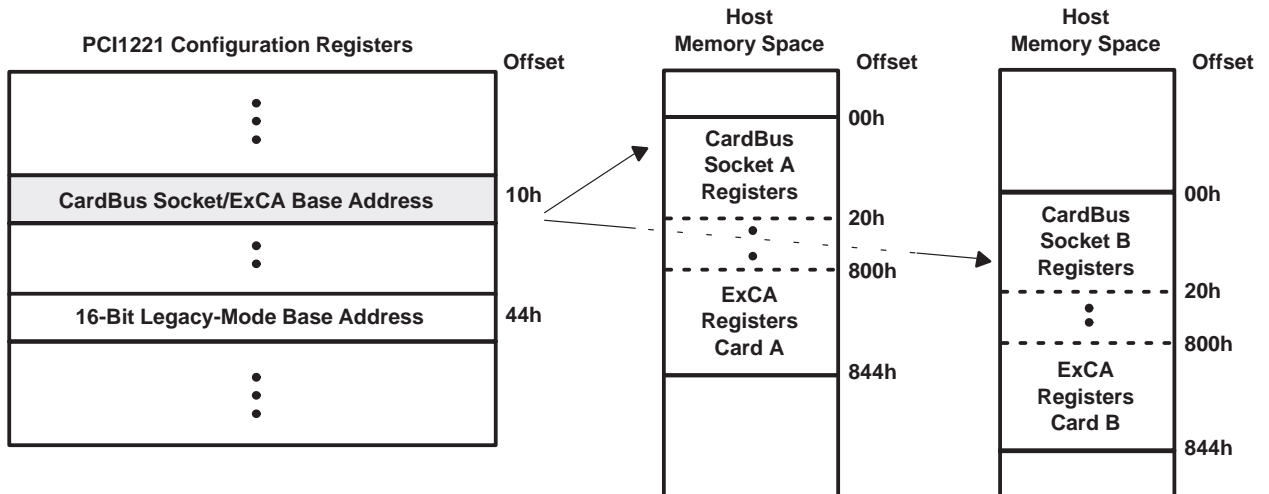 PCI1221 Configuration Registers
Offset
CardBus Socket/ExCA Base Address
10h
16-Bit Legacy-Mode Base Address
44h
Host
Memory Space
Offset
00h
CardBus
Socket A
Registers
20h
800h
ExCA
Registers
Card A
844h
Host
Memory Space
Offset
00h
CardBus
Socket B
Registers
20h
800h
ExCA
Registers
Card B
844h